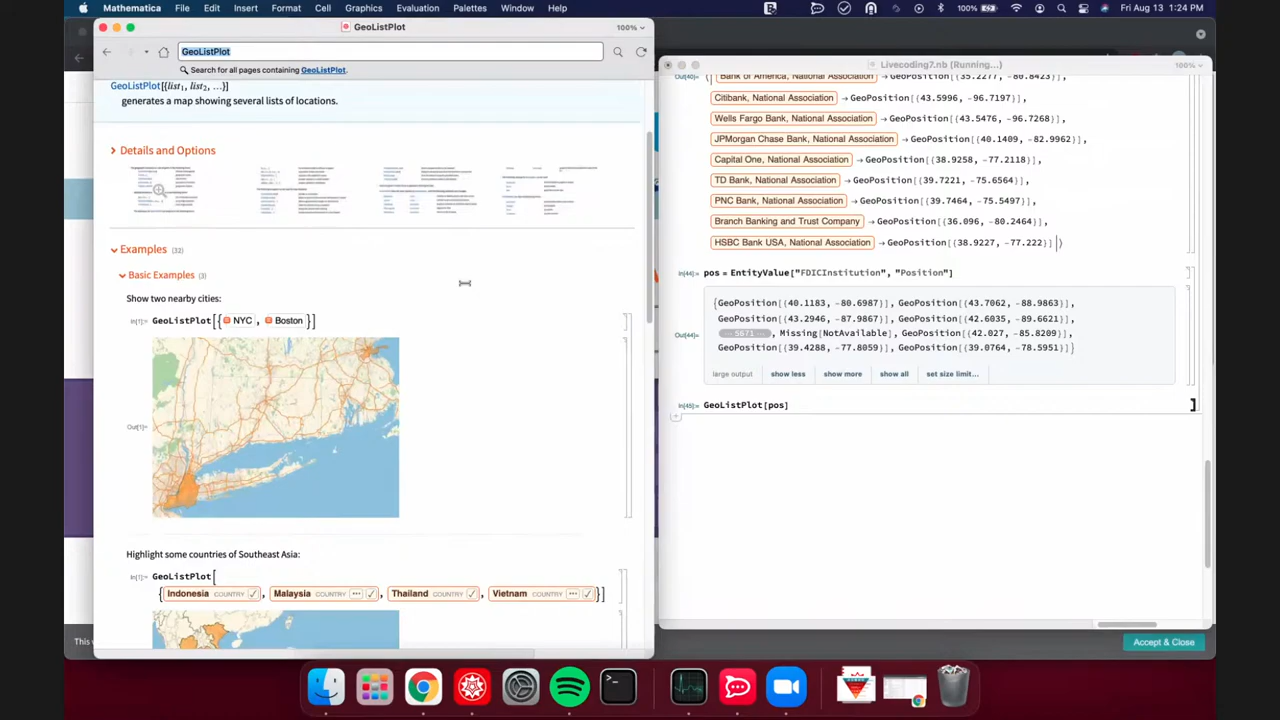 Mathematica File Edit Insert Format Cell Graphics Evaluation Palettes Window Help 100% Fri Aug 13 1:24 PM
GeoListPlot 100%
GeoListPlot
Search for all pages containing GeoListPlot.
GeoListPlot[{list1, list2, …}]
generates a map showing several lists of locations.
Details and Options
Examples (32)
Basic Examples (3)
Show two nearby cities:
In[1]:= GeoListPlot[{NYC, Boston}]
Out[1]=
Highlight some countries of Southeast Asia:
In[1]:= GeoListPlot[
{Indonesia COUNTRY ✓, Malaysia COUNTRY ••• ✓, Thailand COUNTRY ✓, Vietnam COUNTRY ••• ✓}]
This
Livecoding7.nb (Running...) 100%
Out[40]= Bank of America, National Association → GeoPosition[{35.2277, -80.8423}],
Citibank, National Association → GeoPosition[{43.5996, -96.7197}],
Wells Fargo Bank, National Association → GeoPosition[{43.5476, -96.7268}],
JPMorgan Chase Bank, National Association → GeoPosition[{40.1409, -82.9962}],
Capital One, National Association → GeoPosition[{38.9258, -77.2118}],
TD Bank, National Association → GeoPosition[{39.7221, -75.6564}],
PNC Bank, National Association → GeoPosition[{39.7464, -75.5497}],
Branch Banking and Trust Company → GeoPosition[{36.096, -80.2464}],
HSBC Bank USA, National Association → GeoPosition[{38.9227, -77.222}]}
In[44]:= pos = EntityValue["FDICInstitution", "Position"]
{GeoPosition[{40.1183, -80.6987}], GeoPosition[{43.7062, -88.9863}],
GeoPosition[{43.2946, -87.9867}], GeoPosition[{42.6035, -89.6621}],
Out[44]= … 5671 …, Missing[NotAvailable], GeoPosition[{42.027, -85.8209}],
GeoPosition[{39.4288, -77.8059}], GeoPosition[{39.0764, -78.5951}]}
large output show less show more show all set size limit...
In[45]:= GeoListPlot[pos]
Accept & Close